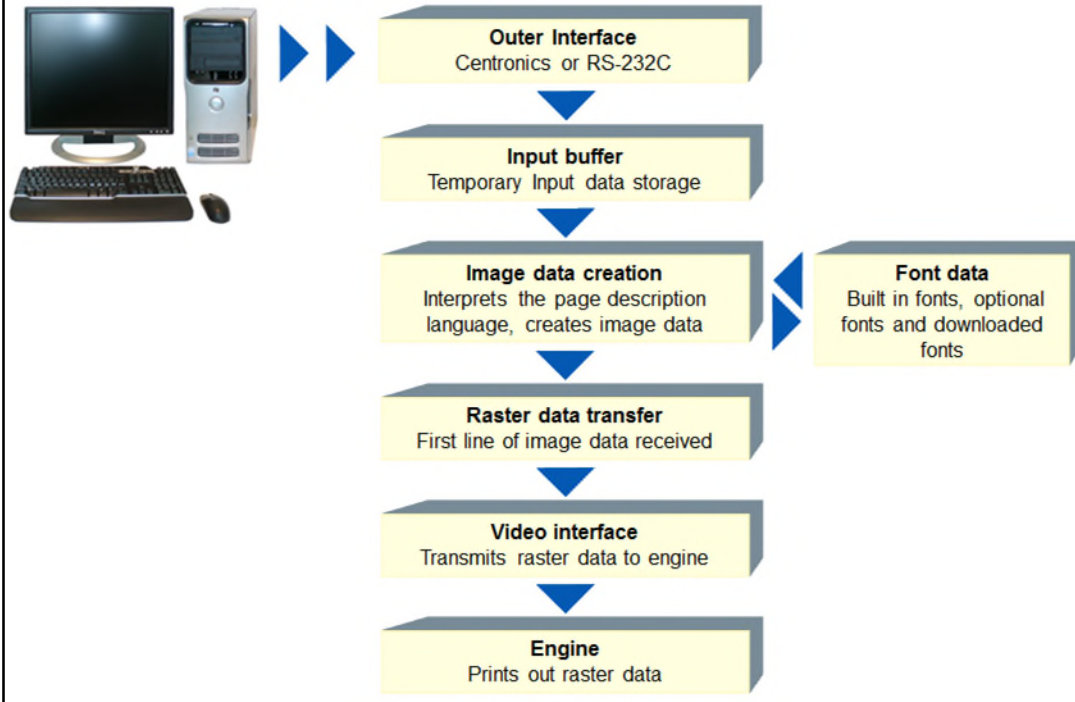 Outer Interface
Centronics or RS-232C
Input buffer
Temporary Input data storage
Image data creation
Interprets the page description
language, creates image data
Font data
Built in fonts, optional
fonts and downloaded
fonts
Raster data transfer
First line of image data received
Video interface
Transmits raster data to engine
Engine
Prints out raster data